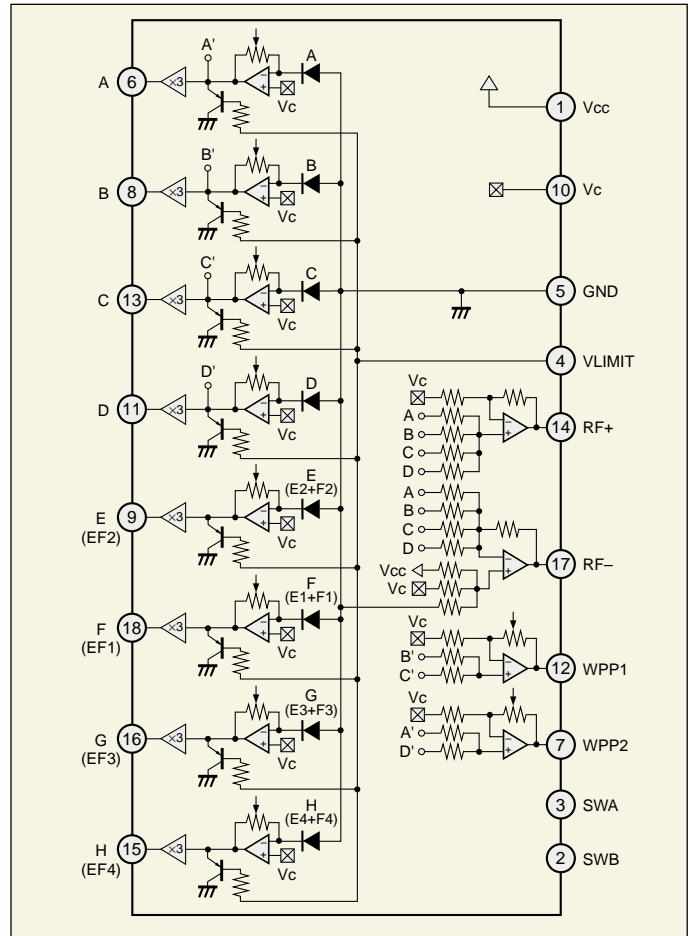 A'
A
A 6 ×3
Vc
1 Vcc
B'
B
B 8 ×3
Vc
10 Vc
C'
C
C 13 ×3
Vc
5 GND
4 VLIMIT
D'
D
D 11 ×3
Vc
Vc
A
B
C
D
14 RF+
E
(E2+F2)
E 9 ×3
(EF2)
Vc
A
B
C
D
Vcc
Vc
17 RF–
F
(E1+F1)
F 18 ×3
(EF1)
Vc
Vc
B'
C'
12 WPP1
G
(E3+F3)
G 16 ×3
(EF3)
Vc
Vc
A'
D'
7 WPP2
3 SWA
H
(E4+F4)
H 15 ×3
(EF4)
Vc
2 SWB